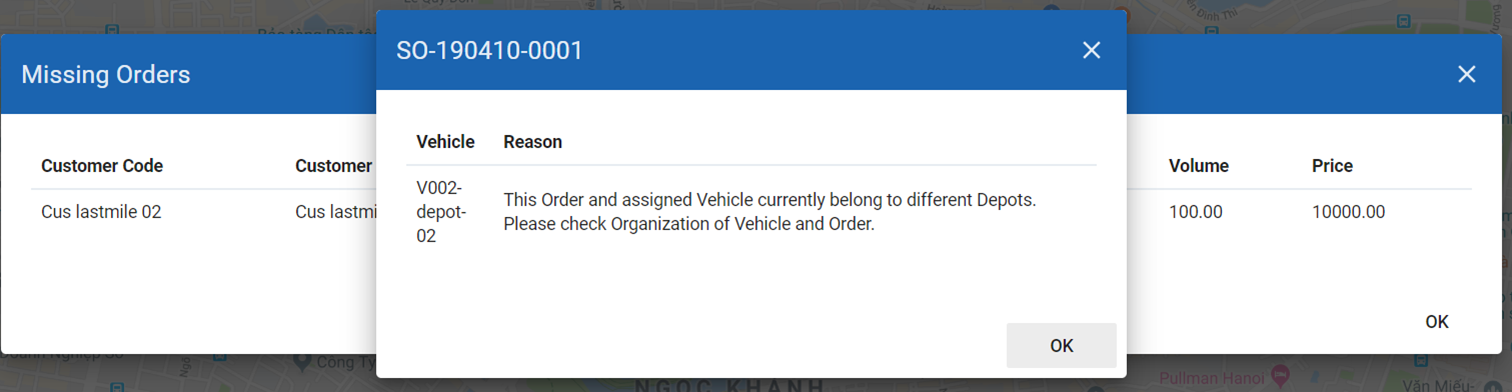 SO-190410-0001
Vehicle Reason
V002-
depot-
02
This Order and assigned Vehicle currently belong to different Depots.
Please check Organization of Vehicle and Order.
OK
Missing Orders
Customer Code Customer Volume Price
Cus lastmile 02 Cus lastmi 100.00 10000.00
OK
Công Ty
NGỌC KHÁNH
Pullman Hanoi
Văn Miếu-